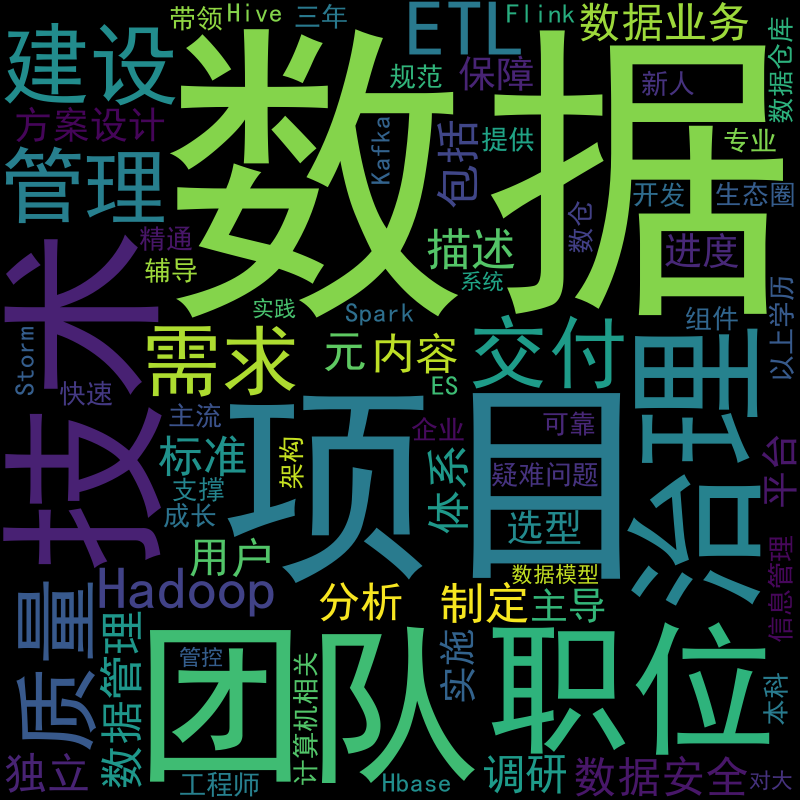 带领
Hive
三年
ETL
Flink
数据业务
数据仓库
建设
数据
规范
保障
新人
方案设计
Kafka
提供
专业
管理
包括
开发
生态圈
数仓
技术
精通
描述
进度
辅导
系统
实践
Spark
组件
以上学历
Storm
需求
元
内容
交付
治理
快速
ES
主流
项目
企业
可靠
标准
架构
体系
疑难问题
平台
支撑
成长
选型
用户
质量
Hadoop
数据模型
信息管理
分析
制定
主导
数据管理
团队
职位
管控
计算机相关
实施
本科
独立
工程师
Hbase
调研
数据安全
对大